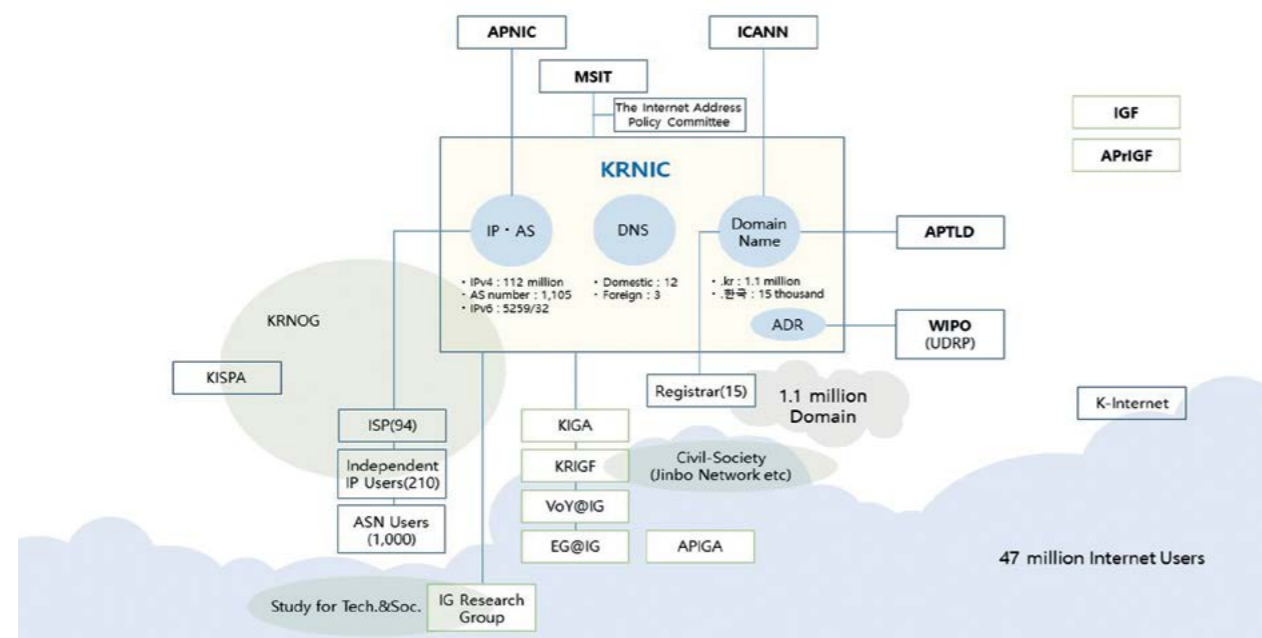 APNIC
ICANN
MSIT
The Internet Address
Policy Committee
IGF
APrIGF
KRNIC
IP · AS
DNS
Domain
Name
APTLD
· IPv4 : 112 million
· AS number : 1,105
· IPv6 : 5259/32
· Domestic : 12
· Foreign : 3
· .kr : 1.1 million
· .한국 : 15 thousand
ADR
WIPO
(UDRP)
KRNOG
KISPA
Registrar(15)
1.1 million
Domain
K-Internet
ISP(94)
KIGA
Independent
IP Users(210)
KRIGF
Civil-Society
(Jinbo Network etc)
ASN Users
(1,000)
VoY@IG
EG@IG
APIGA
47 million Internet Users
Study for Tech.&Soc.
IG Research
Group